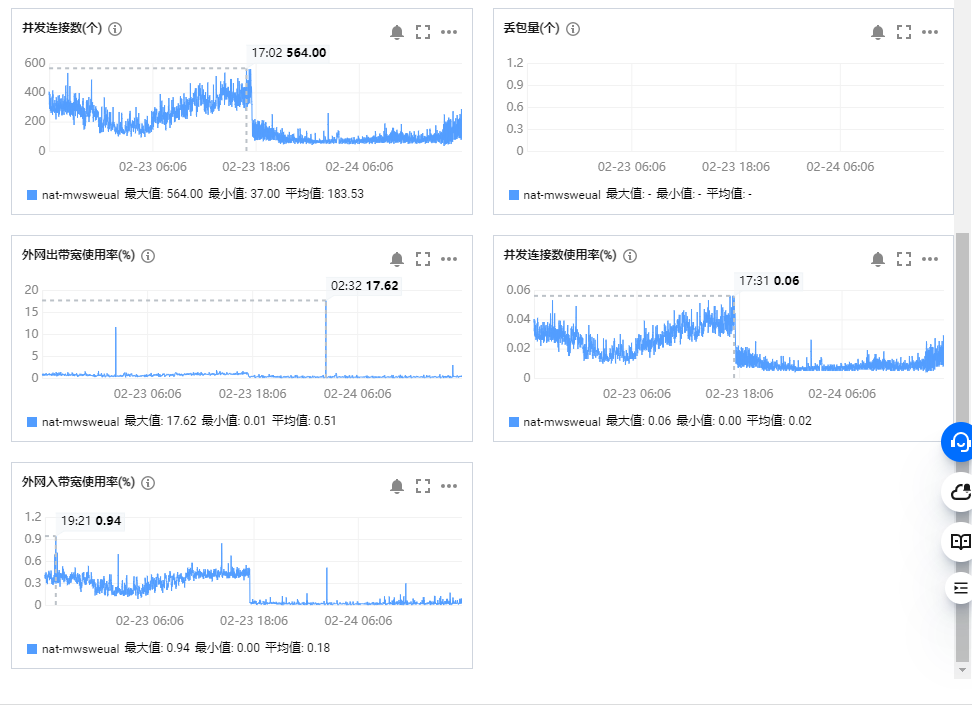 并发连接数(个)
17:02 564.00
600
400
200
0
02-23 06:06 02-23 18:06 02-24 06:06
nat-mwsweual 最大值: 564.00 最小值: 37.00 平均值: 183.53
丢包量(个)
1.2
0.9
0.6
0.3
0
02-23 06:06 02-23 18:06 02-24 06:06
nat-mwsweual 最大值: - 最小值: - 平均值: -
外网出带宽使用率(%)
02:32 17.62
20
15
10
5
0
02-23 06:06 02-23 18:06 02-24 06:06
nat-mwsweual 最大值: 17.62 最小值: 0.01 平均值: 0.51
并发连接数使用率(%)
17:31 0.06
0.06
0.04
0.02
0
02-23 06:06 02-23 18:06 02-24 06:06
nat-mwsweual 最大值: 0.06 最小值: 0.00 平均值: 0.02
外网入带宽使用率(%)
19:21 0.94
1.2
0.9
0.6
0.3
0
02-23 06:06 02-23 18:06 02-24 06:06
nat-mwsweual 最大值: 0.94 最小值: 0.00 平均值: 0.18